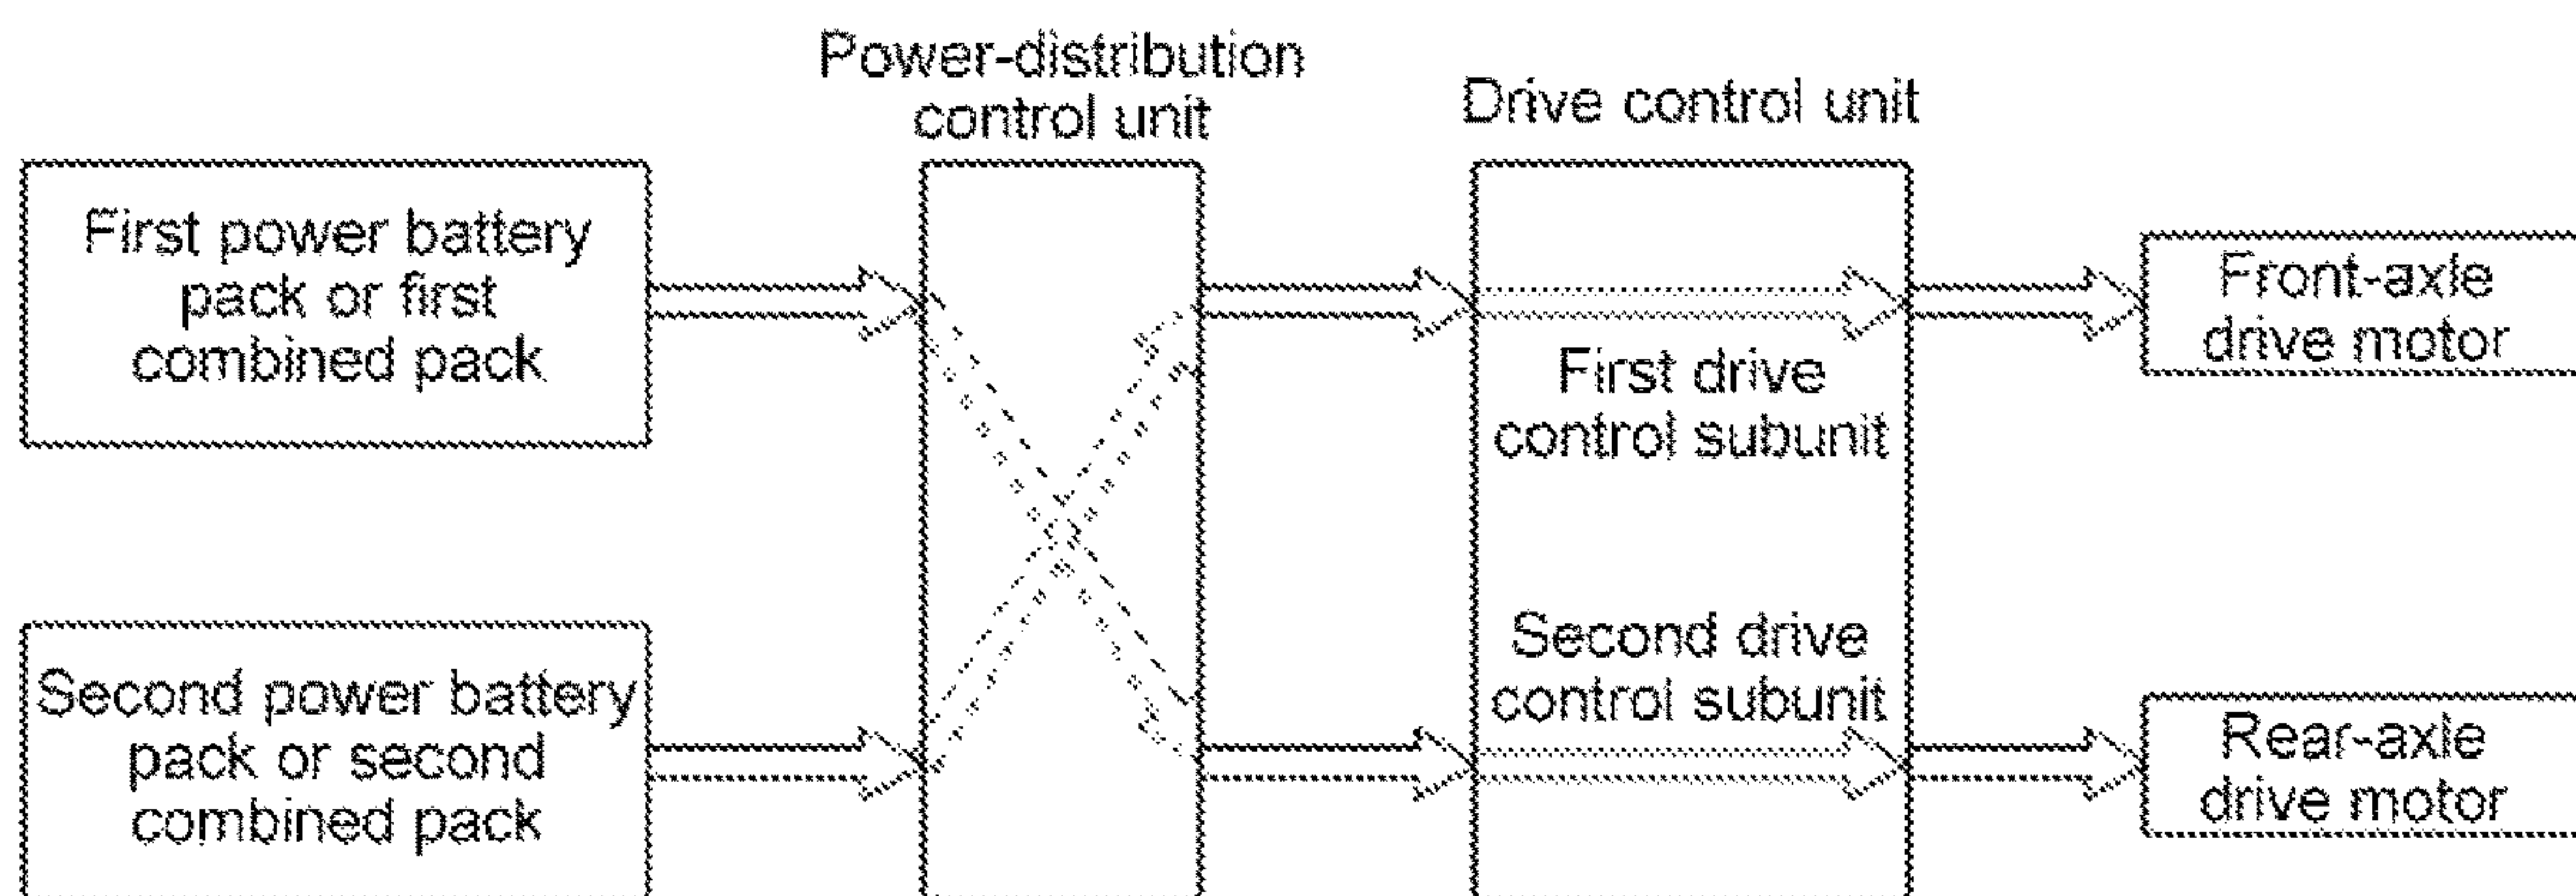 Power-distribution
control unit
Drive control unit
First power battery
pack or first
combined pack
Front-axle
drive motor
First drive
control subunit
Second power battery
pack or second
combined pack
Second drive
control subunit
Rear-axle
drive motor